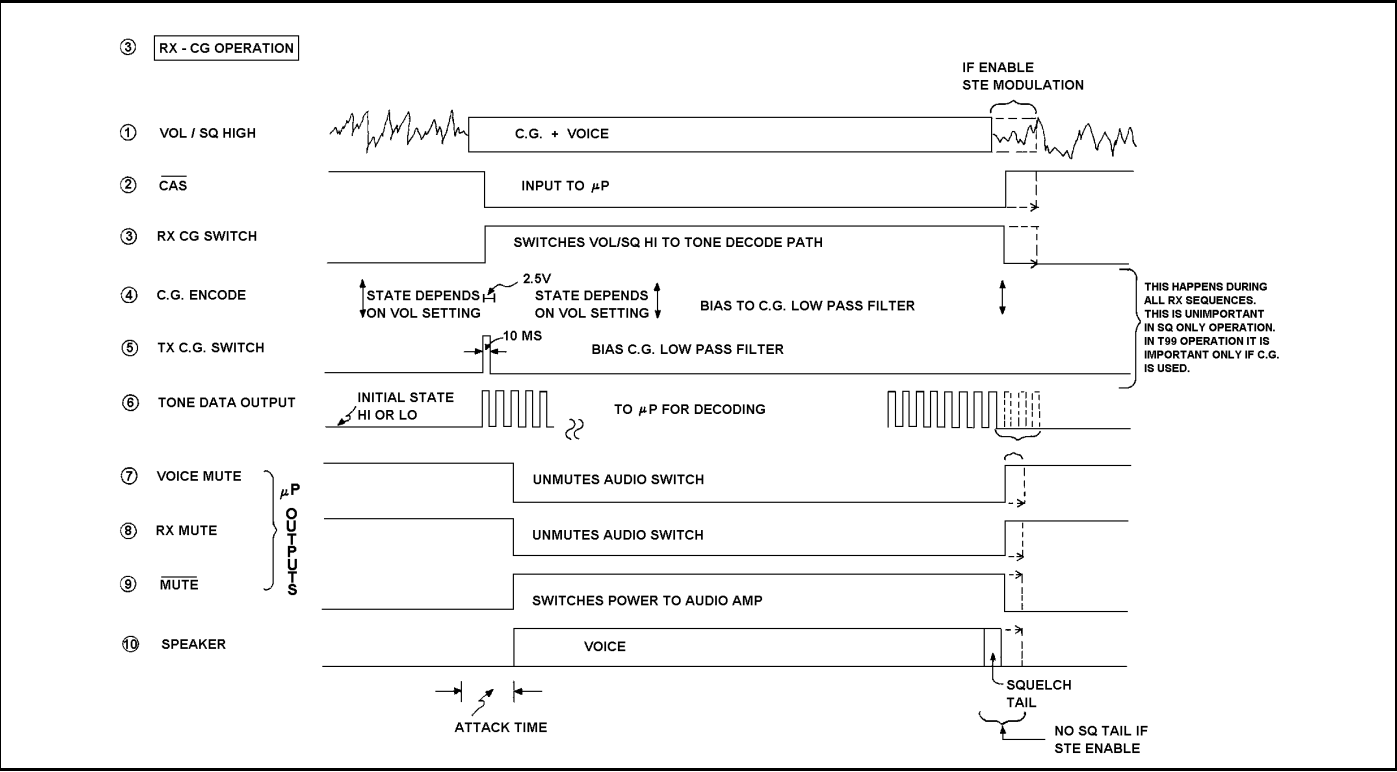 ③ RX - CG OPERATION
IF ENABLE
STE MODULATION
① VOL / SQ HIGH
C.G. + VOICE
② CAS
INPUT TO μP
③ RX CG SWITCH
SWITCHES VOL/SQ HI TO TONE DECODE PATH
2.5V
④ C.G. ENCODE
STATE DEPENDS
ON VOL SETTING
STATE DEPENDS
ON VOL SETTING
BIAS TO C.G. LOW PASS FILTER
THIS HAPPENS DURING
ALL RX SEQUENCES.
THIS IS UNIMPORTANT
IN SQ ONLY OPERATION.
IN T99 OPERATION IT IS
IMPORTANT ONLY IF C.G.
IS USED.
10 MS
⑤ TX C.G. SWITCH
BIAS C.G. LOW PASS FILTER
⑥ TONE DATA OUTPUT
INITIAL STATE
HI OR LO
TO μP FOR DECODING
⑦ VOICE MUTE
UNMUTES AUDIO SWITCH
μP OUTPUTS
⑧ RX MUTE
UNMUTES AUDIO SWITCH
⑨ MUTE
SWITCHES POWER TO AUDIO AMP
⑩ SPEAKER
VOICE
SQUELCH
TAIL
ATTACK TIME
NO SQ TAIL IF
STE ENABLE